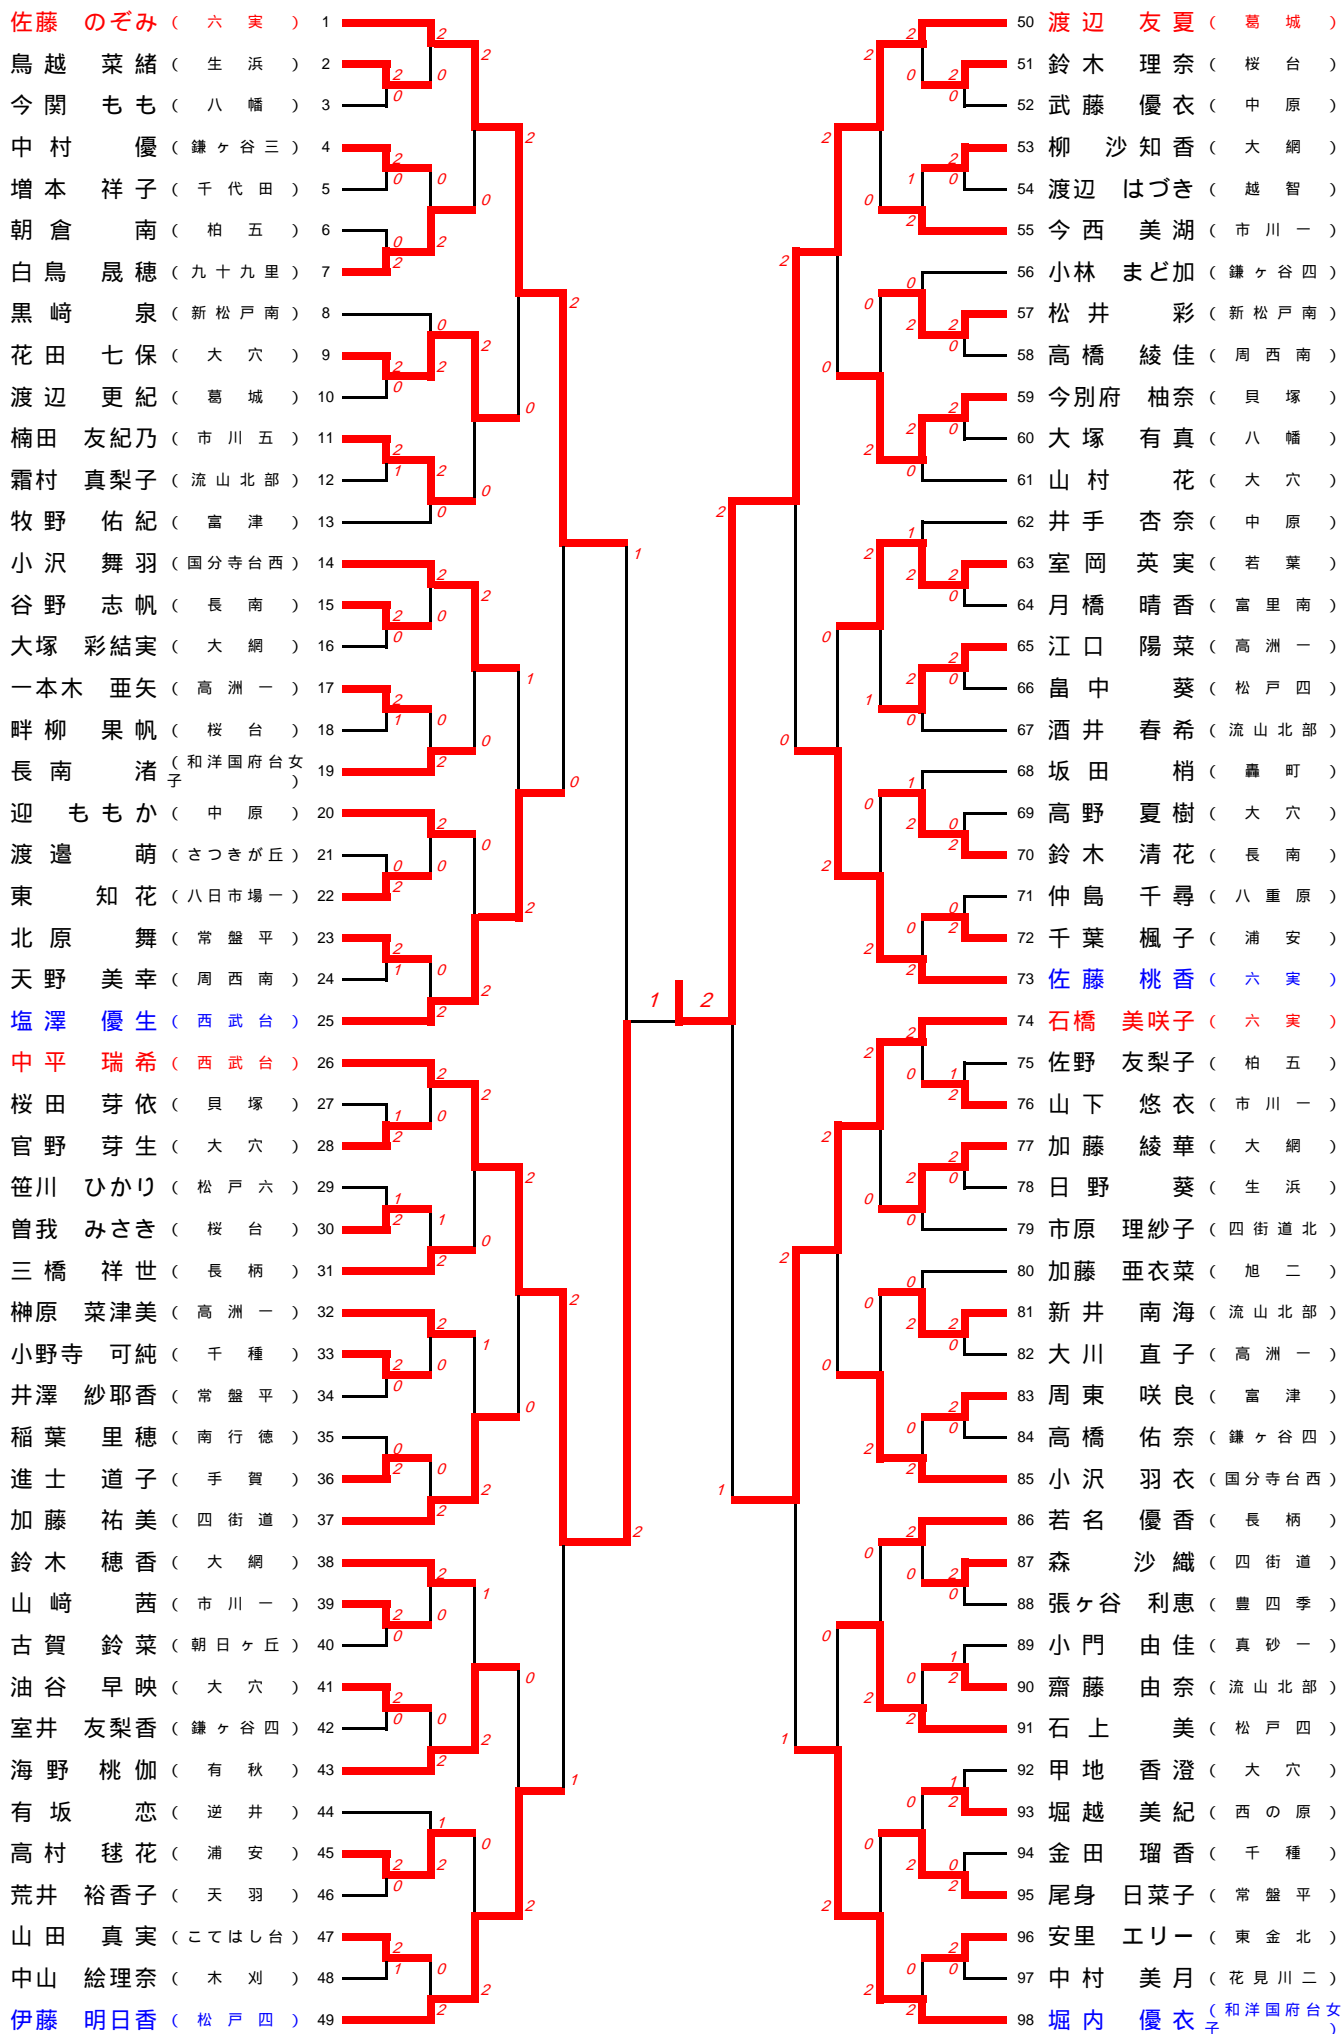 佐藤 のぞみ （ 六 実 ） 1
鳥越 菜緒 （ 生 浜 ） 2
今関 もも （ 八 幡 ） 3
中村 優 （ 鎌ヶ谷三 ） 4
増本 祥子 （ 千代田 ） 5
朝倉 南 （ 柏 五 ） 6
白鳥 晟穂 （ 九十九里 ） 7
黒﨑 泉 （ 新松戸南 ） 8
花田 七保 （ 大 穴 ） 9
渡辺 更紀 （ 葛 城 ） 10
楠田 友紀乃 （ 市川五 ） 11
霜村 真梨子 （ 流山北部 ） 12
牧野 佑紀 （ 富 津 ） 13
小沢 舞羽 （ 国分寺台西 ） 14
谷野 志帆 （ 長 南 ） 15
大塚 彩結実 （ 大 網 ） 16
一本木 亜矢 （ 高洲一 ） 17
畔柳 果帆 （ 桜 台 ） 18
長南 渚 （ 和洋国府台女子 ） 19
迎 ももか （ 中 原 ） 20
渡邉 萌 （ さつきが丘 ） 21
東 知花 （ 八日市場一 ） 22
北原 舞 （ 常盤平 ） 23
天野 美幸 （ 周西南 ） 24
塩澤 優生 （ 西武台 ） 25
中平 瑞希 （ 西武台 ） 26
桜田 芽依 （ 貝 塚 ） 27
官野 芽生 （ 大 穴 ） 28
笹川 ひかり （ 松戸六 ） 29
曽我 みさき （ 桜 台 ） 30
三橋 祥世 （ 長 柄 ） 31
榊原 菜津美 （ 高洲一 ） 32
小野寺 可純 （ 千 種 ） 33
井澤 紗耶香 （ 常盤平 ） 34
稲葉 里穂 （ 南行徳 ） 35
進士 道子 （ 手 賀 ） 36
加藤 祐美 （ 四街道 ） 37
鈴木 穂香 （ 大 網 ） 38
山﨑 茜 （ 市川一 ） 39
古賀 鈴菜 （ 朝日ヶ丘 ） 40
油谷 早映 （ 大 穴 ） 41
室井 友梨香 （ 鎌ヶ谷四 ） 42
海野 桃伽 （ 有 秋 ） 43
有坂 恋 （ 逆 井 ） 44
高村 毬花 （ 浦 安 ） 45
荒井 裕香子 （ 天 羽 ） 46
山田 真実 （ こてはし台 ） 47
中山 絵理奈 （ 木 刈 ） 48
伊藤 明日香 （ 松戸四 ） 49
1 2
50 渡辺 友夏 （ 葛 城 ）
51 鈴木 理奈 （ 桜 台 ）
52 武藤 優衣 （ 中 原 ）
53 柳 沙知香 （ 大 網 ）
54 渡辺 はづき （ 越 智 ）
55 今西 美湖 （ 市川一 ）
56 小林 まど加 （ 鎌ヶ谷四 ）
57 松井 彩 （ 新松戸南 ）
58 高橋 綾佳 （ 周西南 ）
59 今別府 柚奈 （ 貝 塚 ）
60 大塚 有真 （ 八 幡 ）
61 山村 花 （ 大 穴 ）
62 井手 杏奈 （ 中 原 ）
63 室岡 英実 （ 若 葉 ）
64 月橋 晴香 （ 富里南 ）
65 江口 陽菜 （ 高洲一 ）
66 畠中 葵 （ 松戸四 ）
67 酒井 春希 （ 流山北部 ）
68 坂田 梢 （ 轟 町 ）
69 高野 夏樹 （ 大 穴 ）
70 鈴木 清花 （ 長 南 ）
71 仲島 千尋 （ 八重原 ）
72 千葉 楓子 （ 浦 安 ）
73 佐藤 桃香 （ 六 実 ）
74 石橋 美咲子 （ 六 実 ）
75 佐野 友梨子 （ 柏 五 ）
76 山下 悠衣 （ 市川一 ）
77 加藤 綾華 （ 大 網 ）
78 日野 葵 （ 生 浜 ）
79 市原 理紗子 （ 四街道北 ）
80 加藤 亜衣菜 （ 旭 二 ）
81 新井 南海 （ 流山北部 ）
82 大川 直子 （ 高洲一 ）
83 周東 咲良 （ 富 津 ）
84 高橋 佑奈 （ 鎌ヶ谷四 ）
85 小沢 羽衣 （ 国分寺台西 ）
86 若名 優香 （ 長 柄 ）
87 森 沙織 （ 四街道 ）
88 張ヶ谷 利恵 （ 豊四季 ）
89 小門 由佳 （ 真砂一 ）
90 齋藤 由奈 （ 流山北部 ）
91 石上 美 （ 松戸四 ）
92 甲地 香澄 （ 大 穴 ）
93 堀越 美紀 （ 西の原 ）
94 金田 瑠香 （ 千 種 ）
95 尾身 日菜子 （ 常盤平 ）
96 安里 エリー （ 東金北 ）
97 中村 美月 （ 花見川二 ）
98 堀内 優衣 （ 和洋国府台女子 ）